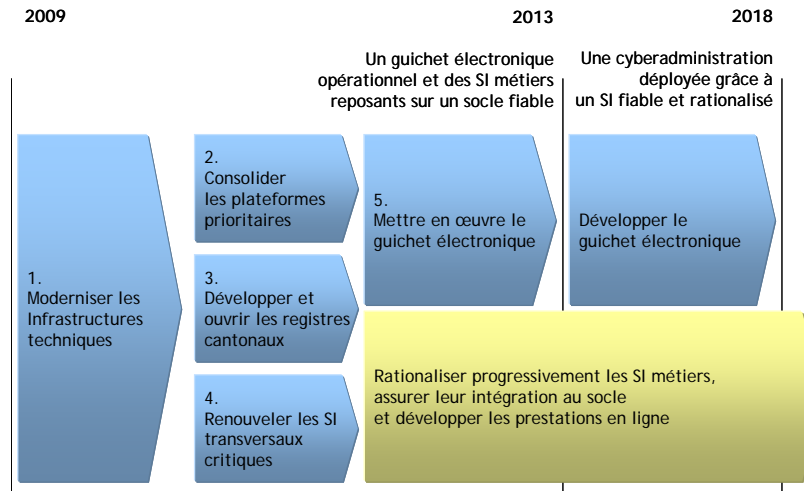 2009
2013
2018
Un guichet électronique
opérationnel et des SI métiers
reposants sur un socle fiable
Une cyberadministration
déployée grâce à
un SI fiable et rationalisé
1.
Moderniser les
Infrastructures
techniques
2.
Consolider
les plateformes
prioritaires
3.
Développer et
ouvrir les registres
cantonaux
4.
Renouveler les SI
transversaux
critiques
5.
Mettre en œuvre le
guichet électronique
Développer le
guichet électronique
Rationaliser progressivement les SI métiers,
assurer leur intégration au socle
et développer les prestations en ligne